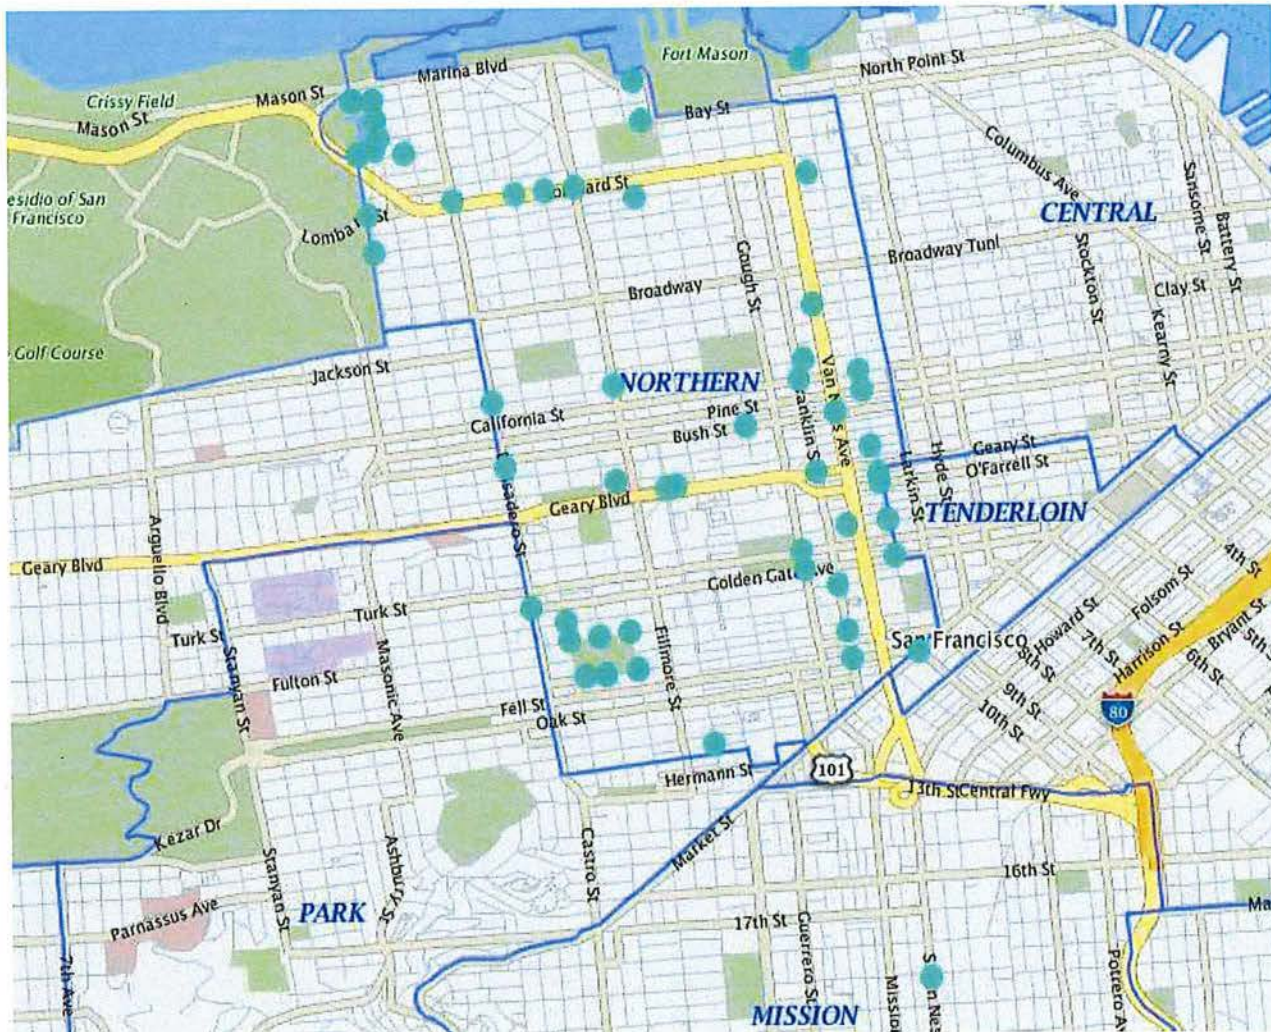 Fort Mason
Marina Blvd
North Point St
Crissy Field
Mason St
Mason St
Bay St
Columbus Ave
Sansome St
Battery St
San
Francisco
CENTRAL
Broadway Tunl
Stockton St
Gough St
Broadway
Clay St
Kearny St
Golf Course
Jackson St
NORTHERN
Van
Ave
California St
Pine St
Bush St
Hyde St
Larkin St
Geary St
O'Farrell St
Geary Blvd
TENDERLOIN
Arguello Blvd
Geary Blvd
4th St
Golden Gate Ave
Folsom St
Turk St
Turk St
Howard St
Harrison St
Bryant St
San Francisco
7th St
8th St
6th St
5th St
Stanyan St
Masonic Ave
Fillmore St
Fulton St
9th St
10th St
Fell St
Oak St
80
Hermann St
101
13th St
Central Fwy
Kezar Dr
Market St
Stanyan St
Ashbury St
Castro St
16th St
PARK
Parnassus Ave
17th St
Guerrero St
7th Ave
Mission
MISSION
Potrero